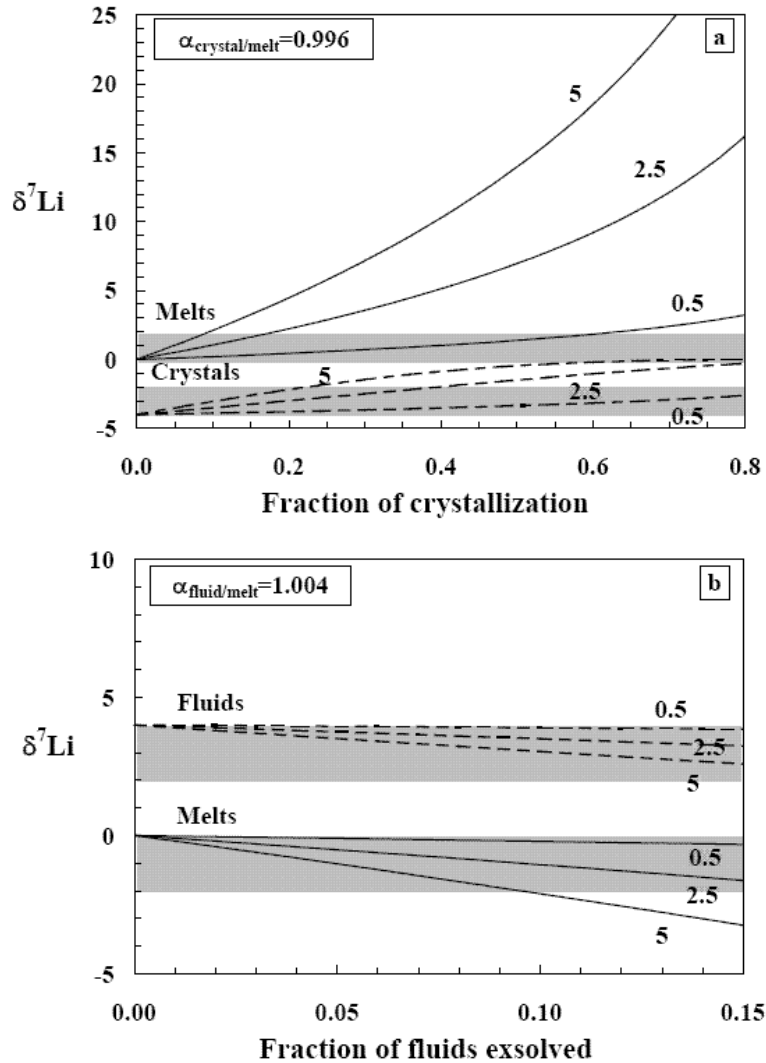 25
α crystal/melt=0.996
a
20
5
15
2.5
δ7Li
10
5
Melts
0.5
0
Crystals
5
2.5
0.5
-5
0.0 0.2 0.4 0.6 0.8
Fraction of crystallization
10
αfluid/melt=1.004
b
Fluids
0.5
5
δ7Li
2.5
5
Melts
0
0.5
2.5
5
-5
0.00 0.05 0.10 0.15
Fraction of fluids exsolved